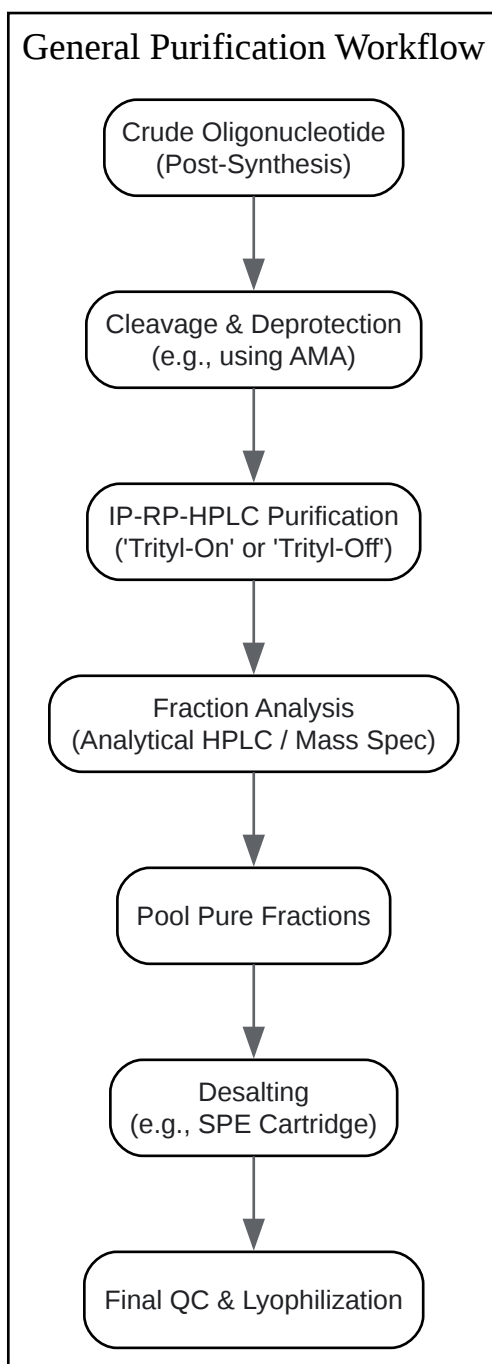 General Purification Workflow
Crude Oligonucleotide
(Post-Synthesis)
Cleavage & Deprotection
(e.g., using AMA)
IP-RP-HPLC Purification
('Trityl-On' or 'Trityl-Off')
Fraction Analysis
(Analytical HPLC / Mass Spec)
Pool Pure Fractions
Desalting
(e.g., SPE Cartridge)
Final QC & Lyophilization